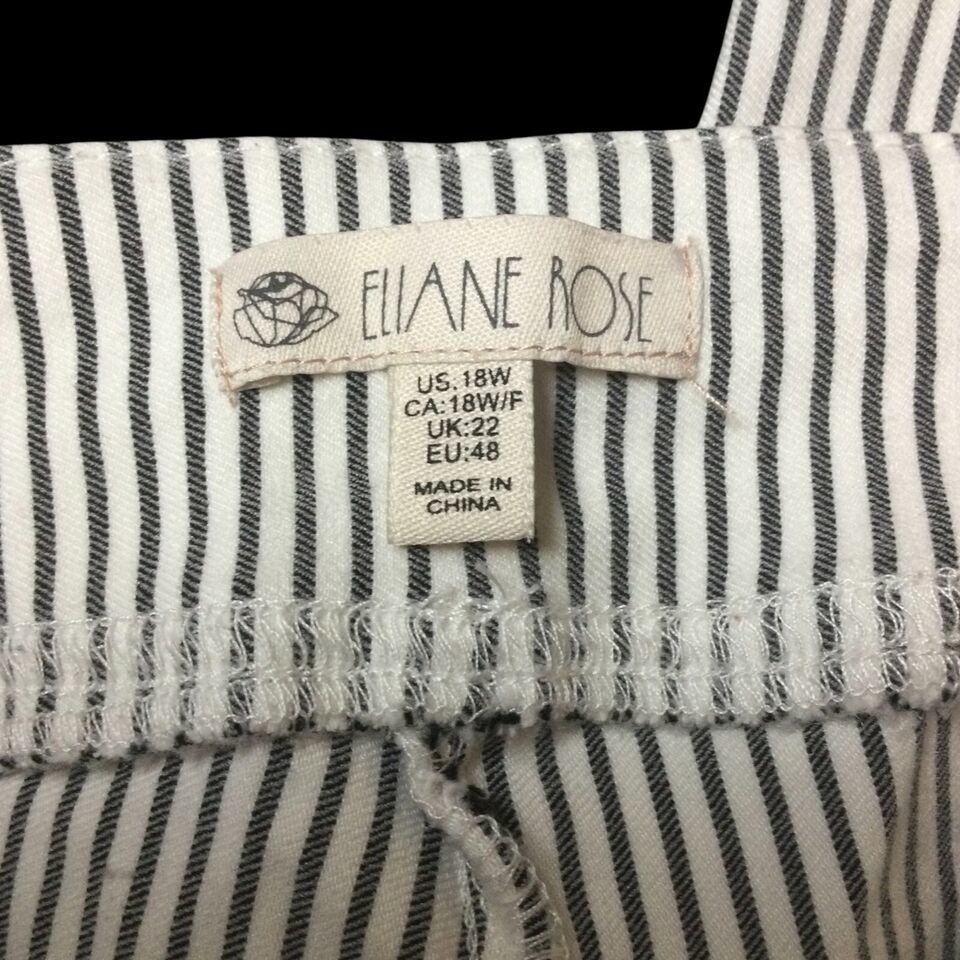 ELIANE ROSE
US.18W
CA:18W/F
UK:22
EU:48
MADE IN
CHINA